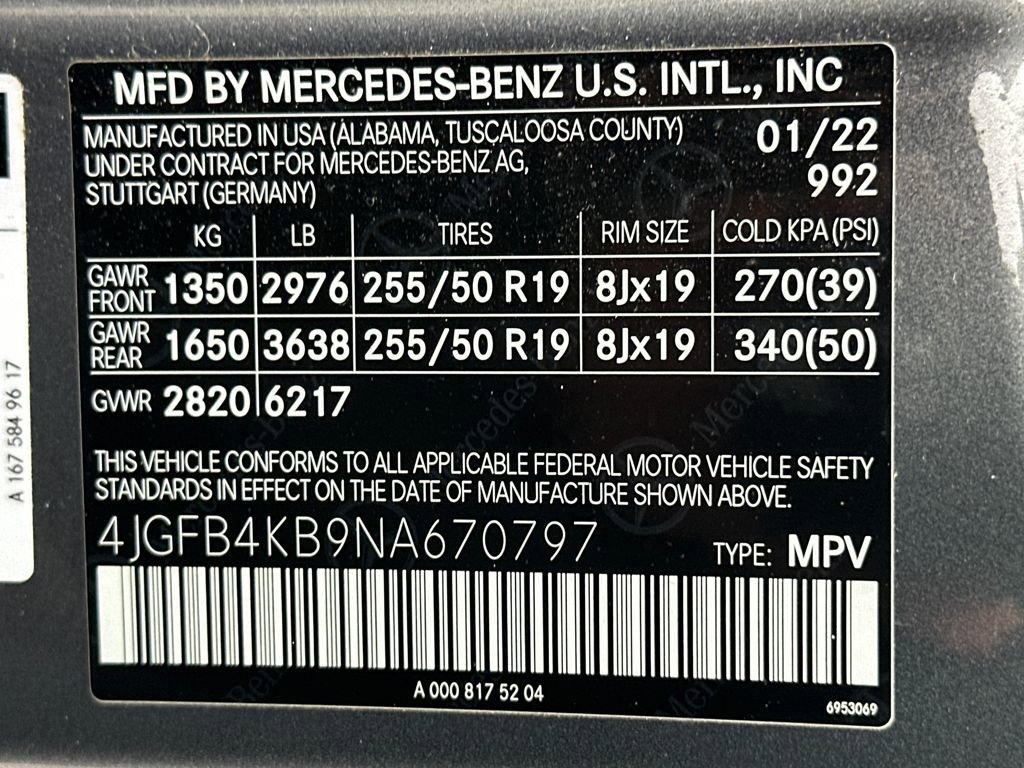 MFD BY MERCEDES-BENZ U.S. INTL., INC
MANUFACTURED IN USA (ALABAMA, TUSCALOOSA COUNTY) 01/22
UNDER CONTRACT FOR MERCEDES-BENZ AG, 992
STUTTGART (GERMANY)
KG LB TIRES RIM SIZE COLD KPA (PSI)
GAWR FRONT 1350 2976 255/50 R19 8Jx19 270(39)
GAWR REAR 1650 3638 255/50 R19 8Jx19 340(50)
GVWR 2820 6217
THIS VEHICLE CONFORMS TO ALL APPLICABLE FEDERAL MOTOR VEHICLE SAFETY
STANDARDS IN EFFECT ON THE DATE OF MANUFACTURE SHOWN ABOVE.
4JGFB4KB9NA670797 TYPE: MPV
A 000 817 52 04
6953069
A 167 584 96 17